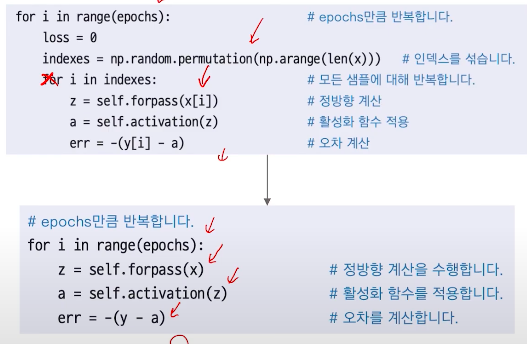 for i in range(epochs): # epochs만큼 반복합니다.
loss = 0
indexes = np.random.permutation(np.arange(len(x))) # 인덱스를 섞습니다.
for i in indexes: # 모든 샘플에 대해 반복합니다.
z = self.forpass(x[i]) # 정방향 계산
a = self.activation(z) # 활성화 함수 적용
err = -(y[i] - a) # 오차 계산
# epochs만큼 반복합니다.
for i in range(epochs):
z = self.forpass(x) # 정방향 계산을 수행합니다.
a = self.activation(z) # 활성화 함수를 적용합니다.
err = -(y - a) # 오차를 계산합니다.